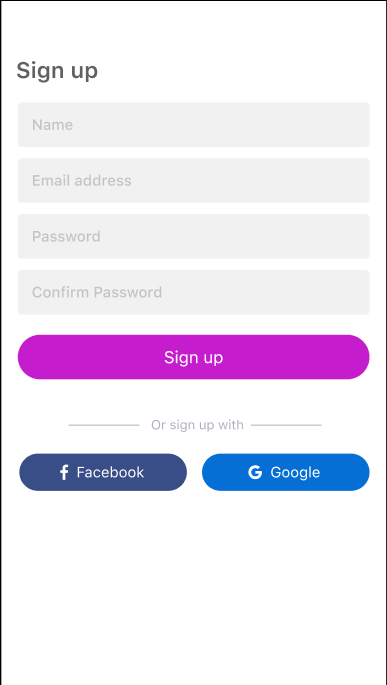 Sign up
Name
Email address
Password
Confirm Password
Sign up
Or sign up with
Facebook
Google